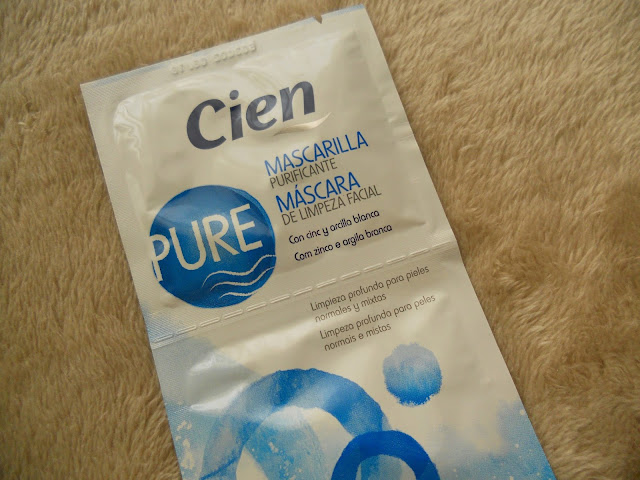 Cien
MASCARILLA
PURIFICANTE
MÁSCARA
DE LIMPEZA FACIAL
Con cinc y arcilla blanca
Com zinco e argila branca
PURE
Limpieza profunda para pieles
normales y mixtas
Limpeza profunda para peles
normais e mistas